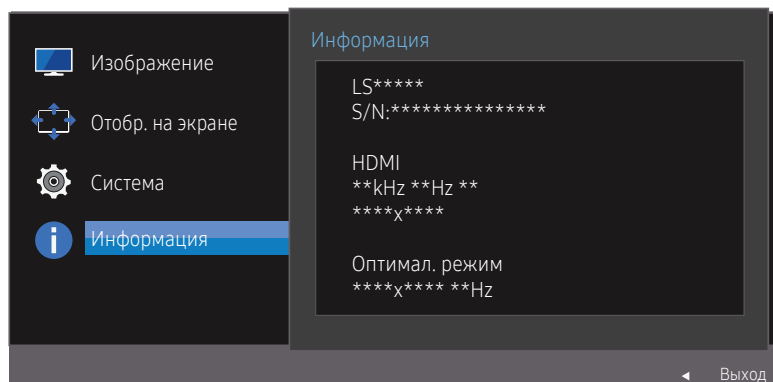 Изображение
Отобр. на экране
Система
Информация
Информация
LS*****
S/N:***************
HDMI
**kHz **Hz **
****x****
Оптимал. режим
****x**** **Hz
Выход